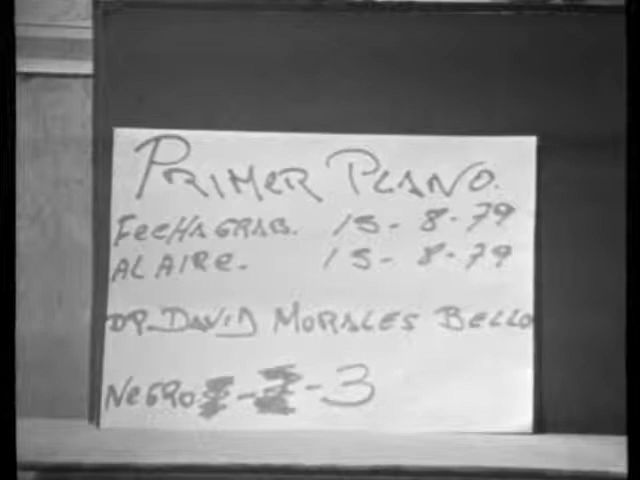 PRIMER PLANO.
FECHA GRAB. 15-8-79
AL AIRE. 15-8-79
DR. DAVID MORALES BELLO
NEGRO - - 3